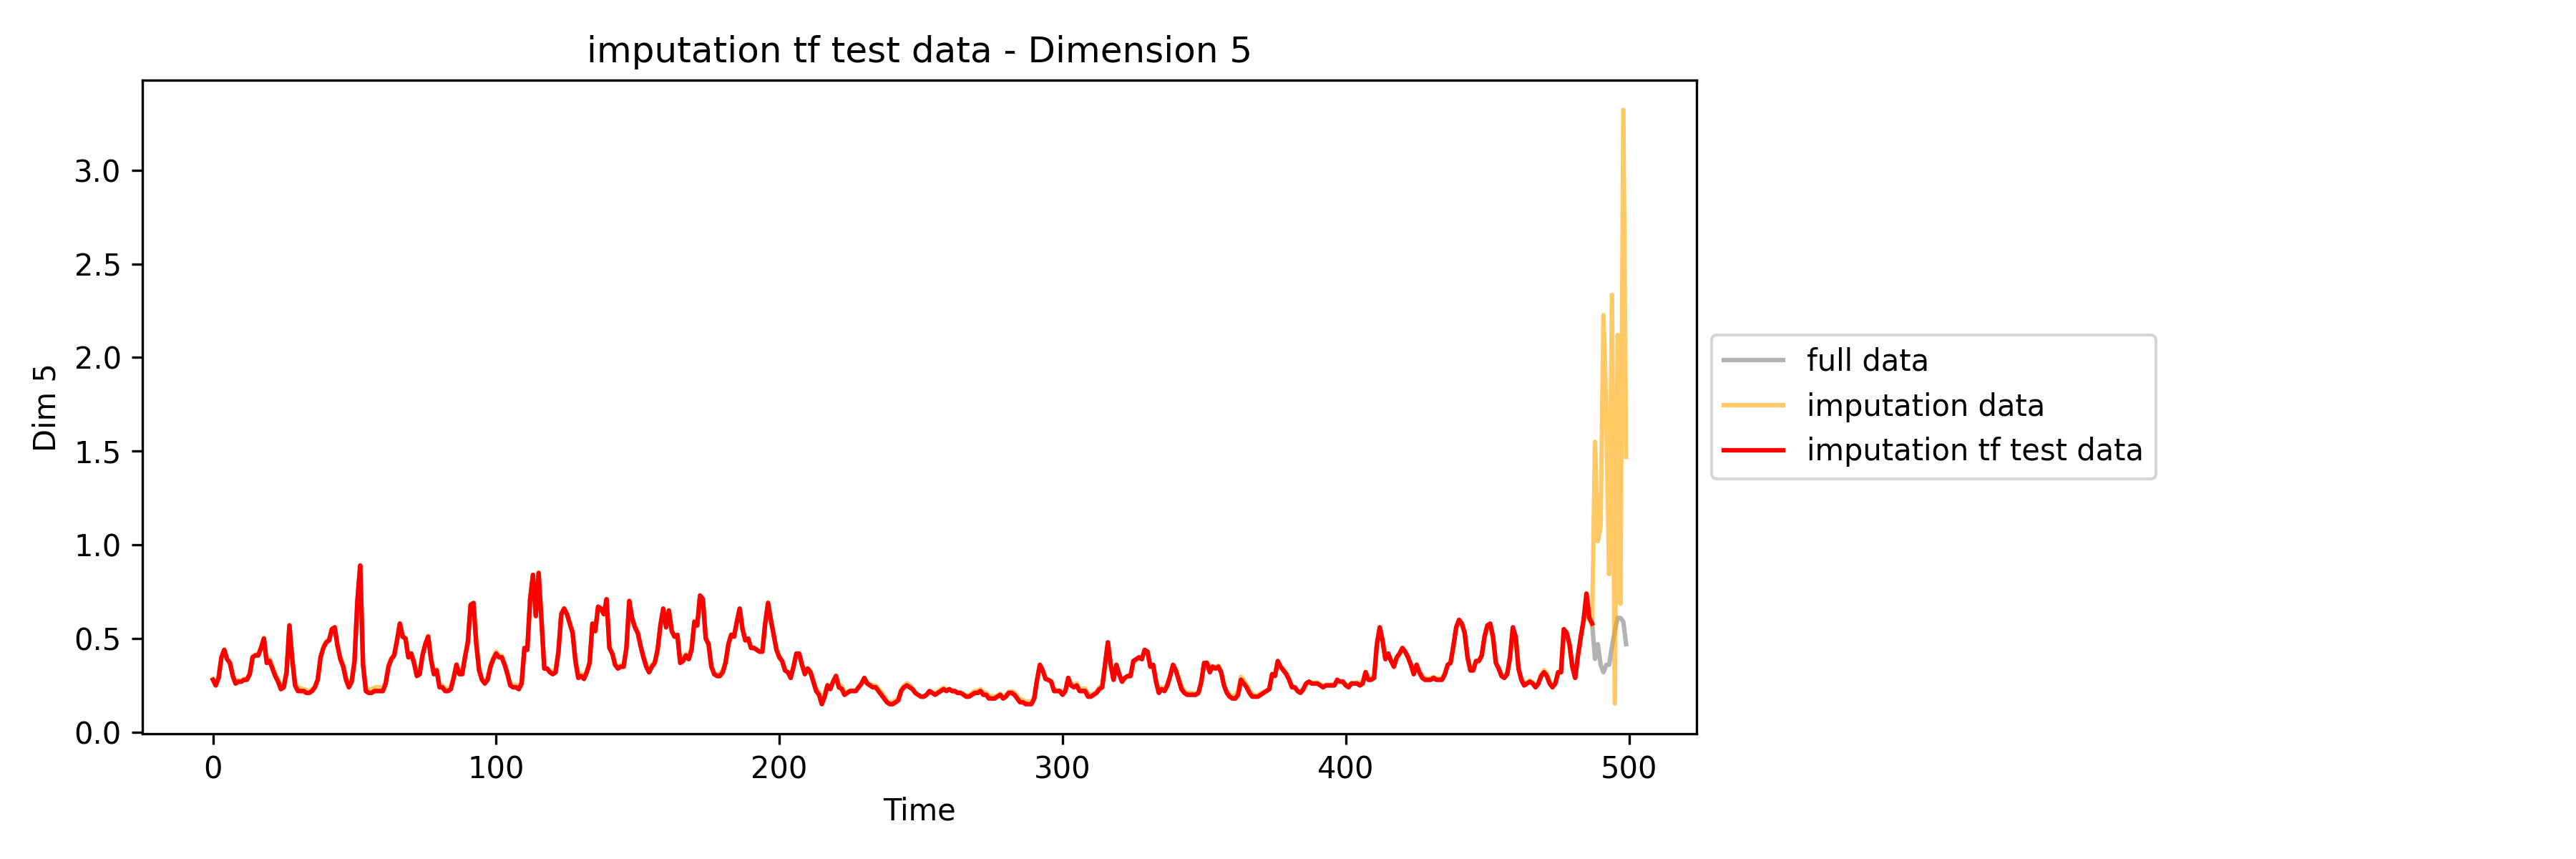 imputation tf test data - Dimension 5
3.0
2.5
2.0
1.5
1.0
0.5
0.0
Dim 5
0 100 200 300 400 500
Time
full data
imputation data
imputation tf test data